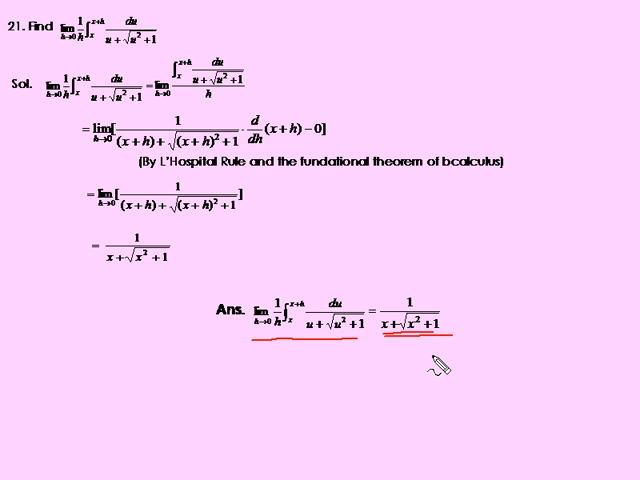 21. Find lim_{h→0} 1/h ∫_x^{x+h} du/(u+√(u²+1))
Sol. lim_{h→0} 1/h ∫_x^{x+h} du/(u+√(u²+1)) = lim_{h→0} (∫_x^{x+h} du/(u+√(u²+1)))/h
= lim_{h→0} [1/((x+h)+√((x+h)²+1)) · d/dh (x+h) − 0]
(By L'Hospital Rule and the fundational theorem of bcalculus)
= lim_{h→0} [1/((x+h)+√((x+h)²+1))]
= 1/(x+√(x²+1))
Ans. lim_{h→0} 1/h ∫_x^{x+h} du/(u+√(u²+1)) = 1/(x+√(x²+1))